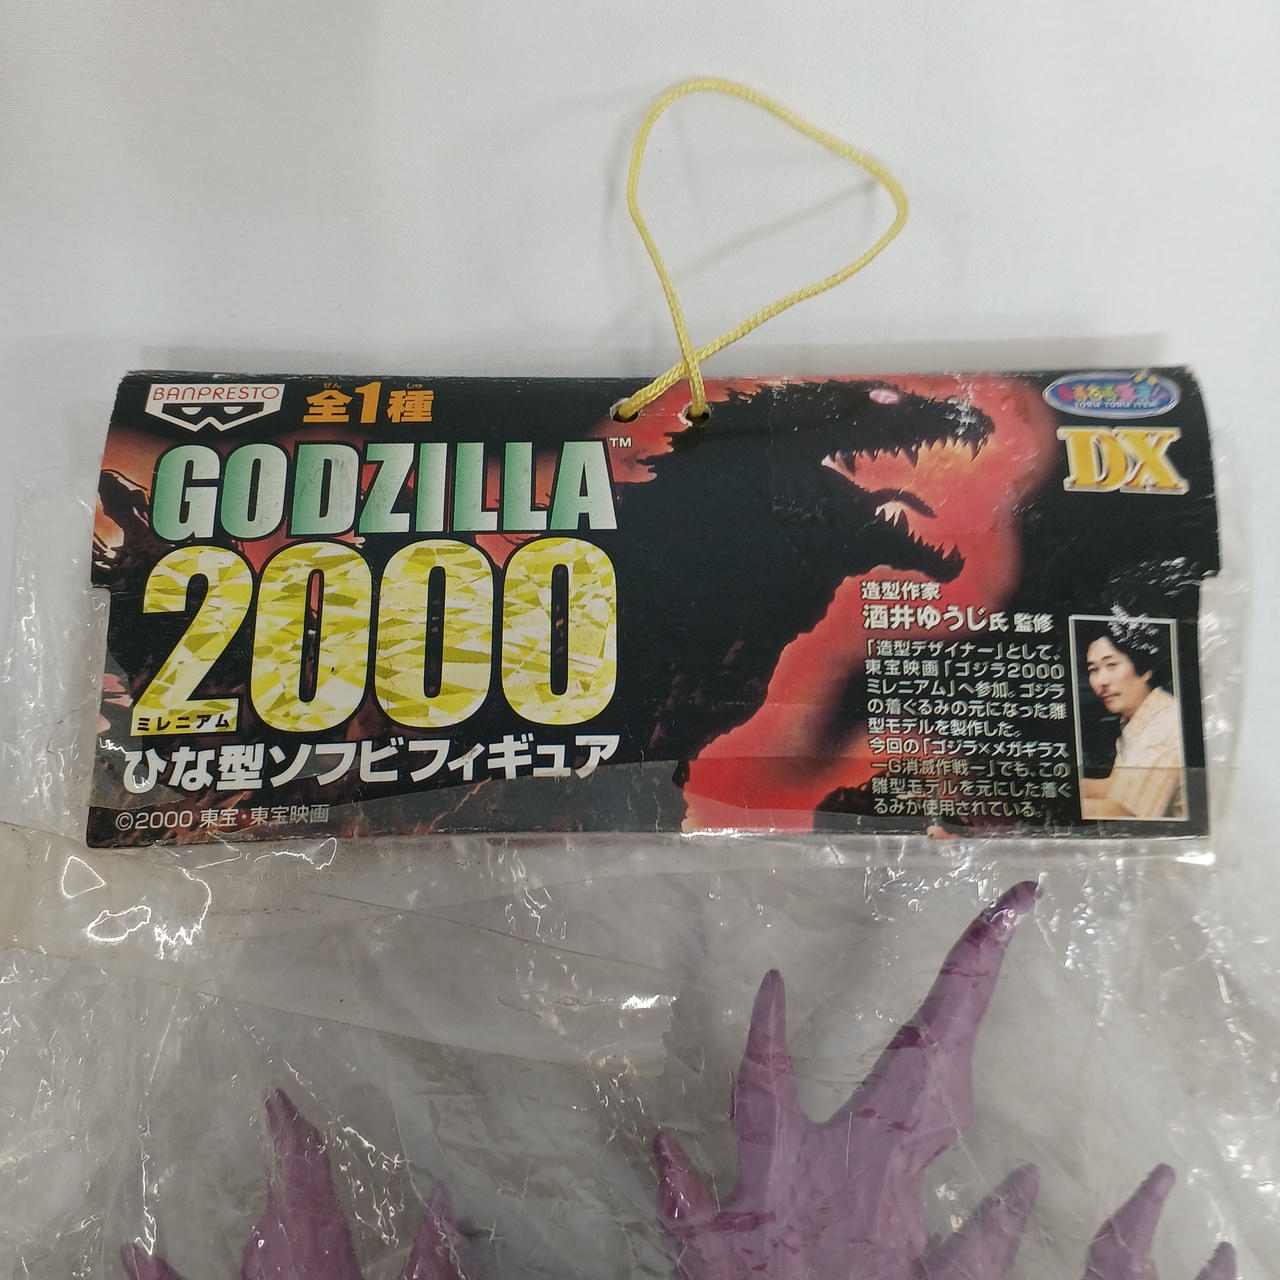 BANPRESTO
ぜん しゅ
全1種
GODZILLA™
2000
ミレニアム
ひな型ソフビフィギュア
©2000 東宝・東宝映画
TORU TORU ITEM
DX
造型作家
酒井ゆうじ氏 監修
「造型デザイナー」として、
東宝映画「ゴジラ2000
ミレニアム」へ参加。ゴジラ
の着ぐるみの元になった雛
型モデルを製作した。
今回の「ゴジラ×メガギラス
ーG消滅作戦ー」でも、この
雛型モデルを元にした着ぐ
るみが使用されている。